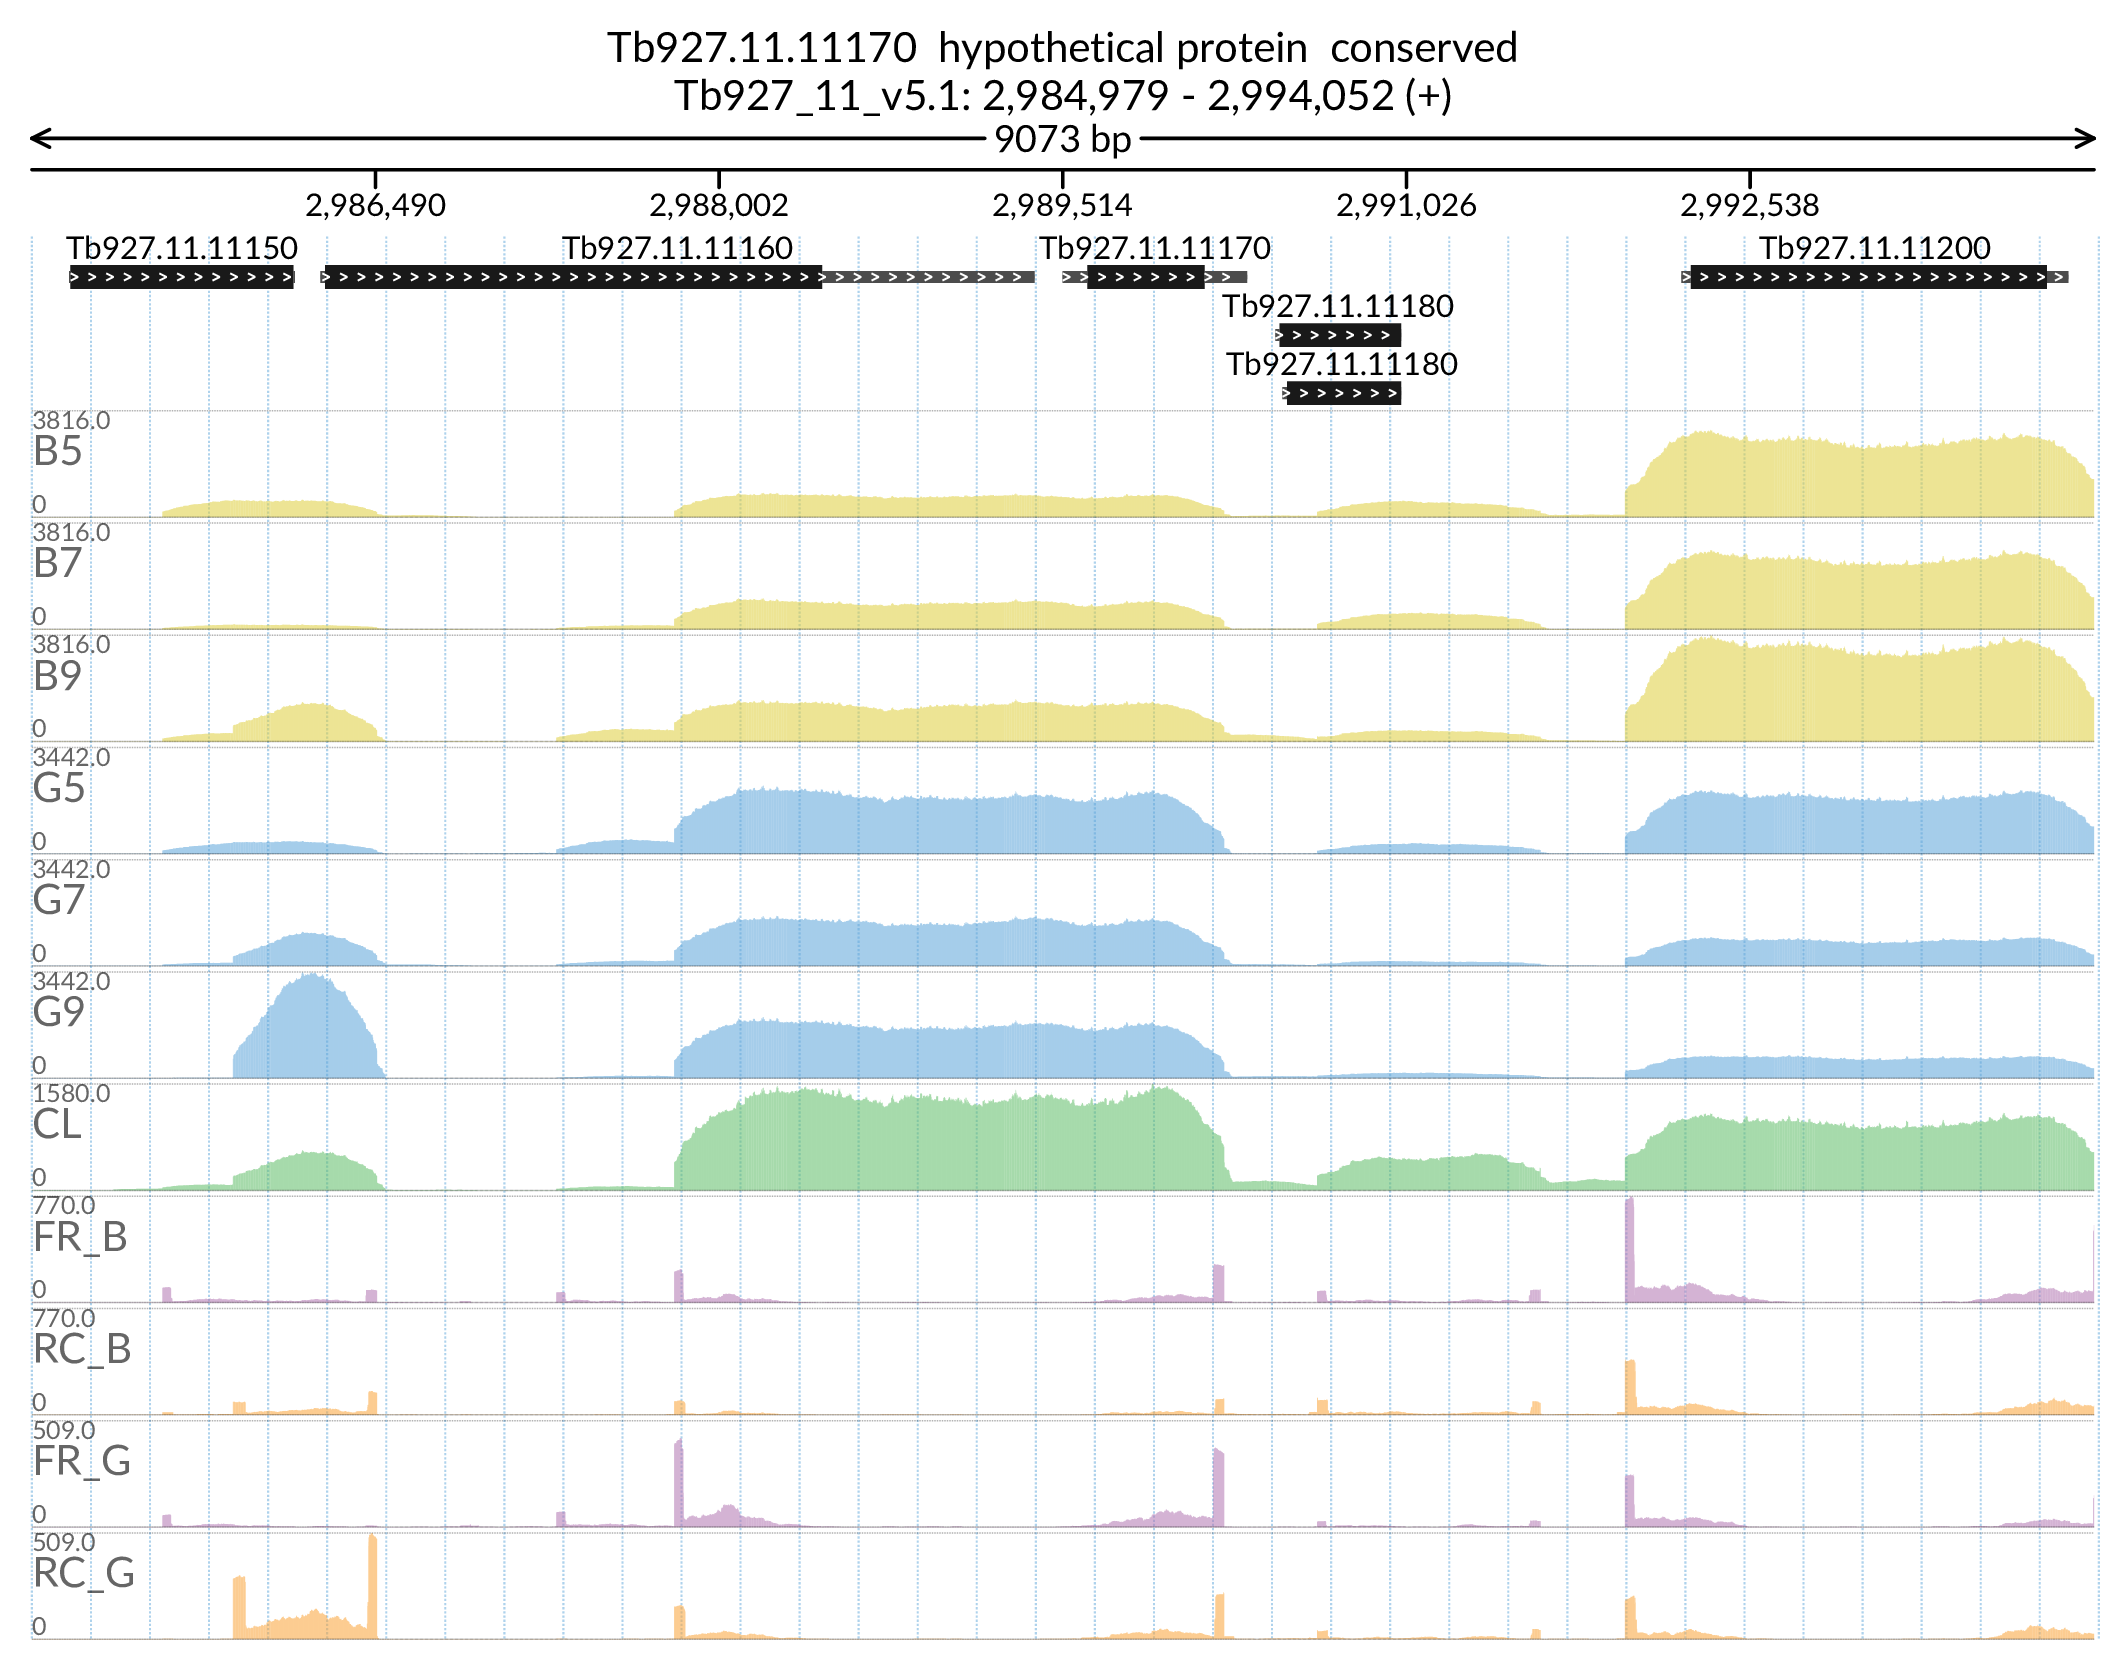 Tb927.11.11170 hypothetical protein conserved
Tb927_11_v5.1: 2,984,979 - 2,994,052 (+)
9073 bp
2,986,490 2,988,002 2,989,514 2,991,026 2,992,538
Tb927.11.11150 Tb927.11.11160 Tb927.11.11170 Tb927.11.11200
Tb927.11.11180
Tb927.11.11180
3816.0
B5
0
3816.0
B7
0
3816.0
B9
0
3442.0
G5
0
3442.0
G7
0
3442.0
G9
0
1580.0
CL
0
770.0
FR_B
0
770.0
RC_B
0
509.0
FR_G
0
509.0
RC_G
0